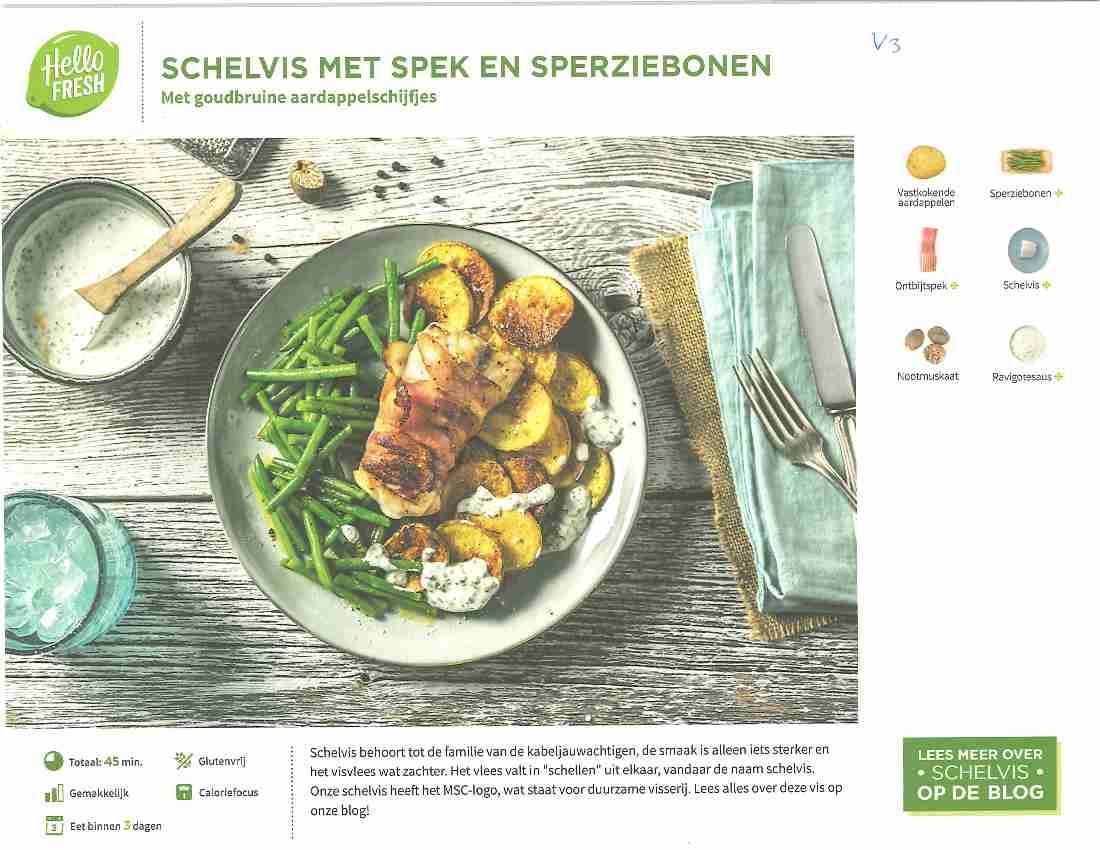 Hello
FRESH
SCHELVIS MET SPEK EN SPERZIEBONEN
Met goudbruine aardappelschijfjes
V3
Vastkokende
aardappelen
Sperziebonen
Ontbijtspek
Schelvis
Nootmuskaat
Ravigotesaus
Totaal: 45 min.
Glutenvrij
Gemakkelijk
Caloriefocus
3
Eet binnen 3 dagen
Schelvis behoort tot de familie van de kabeljauwachtigen, de smaak is alleen iets sterker en
het visvlees wat zachter. Het vlees valt in "schellen" uit elkaar, vandaar de naam schelvis.
Onze schelvis heeft het MSC-logo, wat staat voor duurzame visserij. Lees alles over deze vis op
onze blog!
LEES MEER OVER
• SCHELVIS •
OP DE BLOG